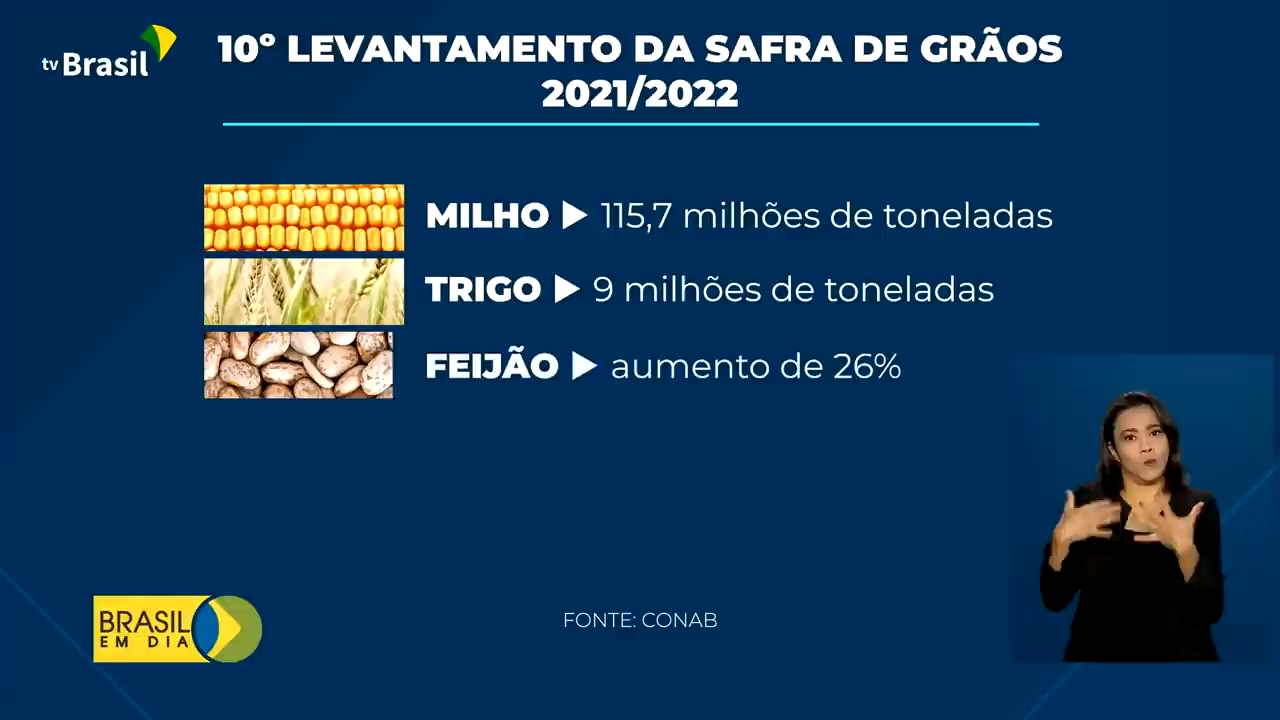 tv Brasil
10º LEVANTAMENTO DA SAFRA DE GRÃOS
2021/2022
MILHO ▶ 115,7 milhões de toneladas
TRIGO ▶ 9 milhões de toneladas
FEIJÃO ▶ aumento de 26%
BRASIL
EM DIA
FONTE: CONAB